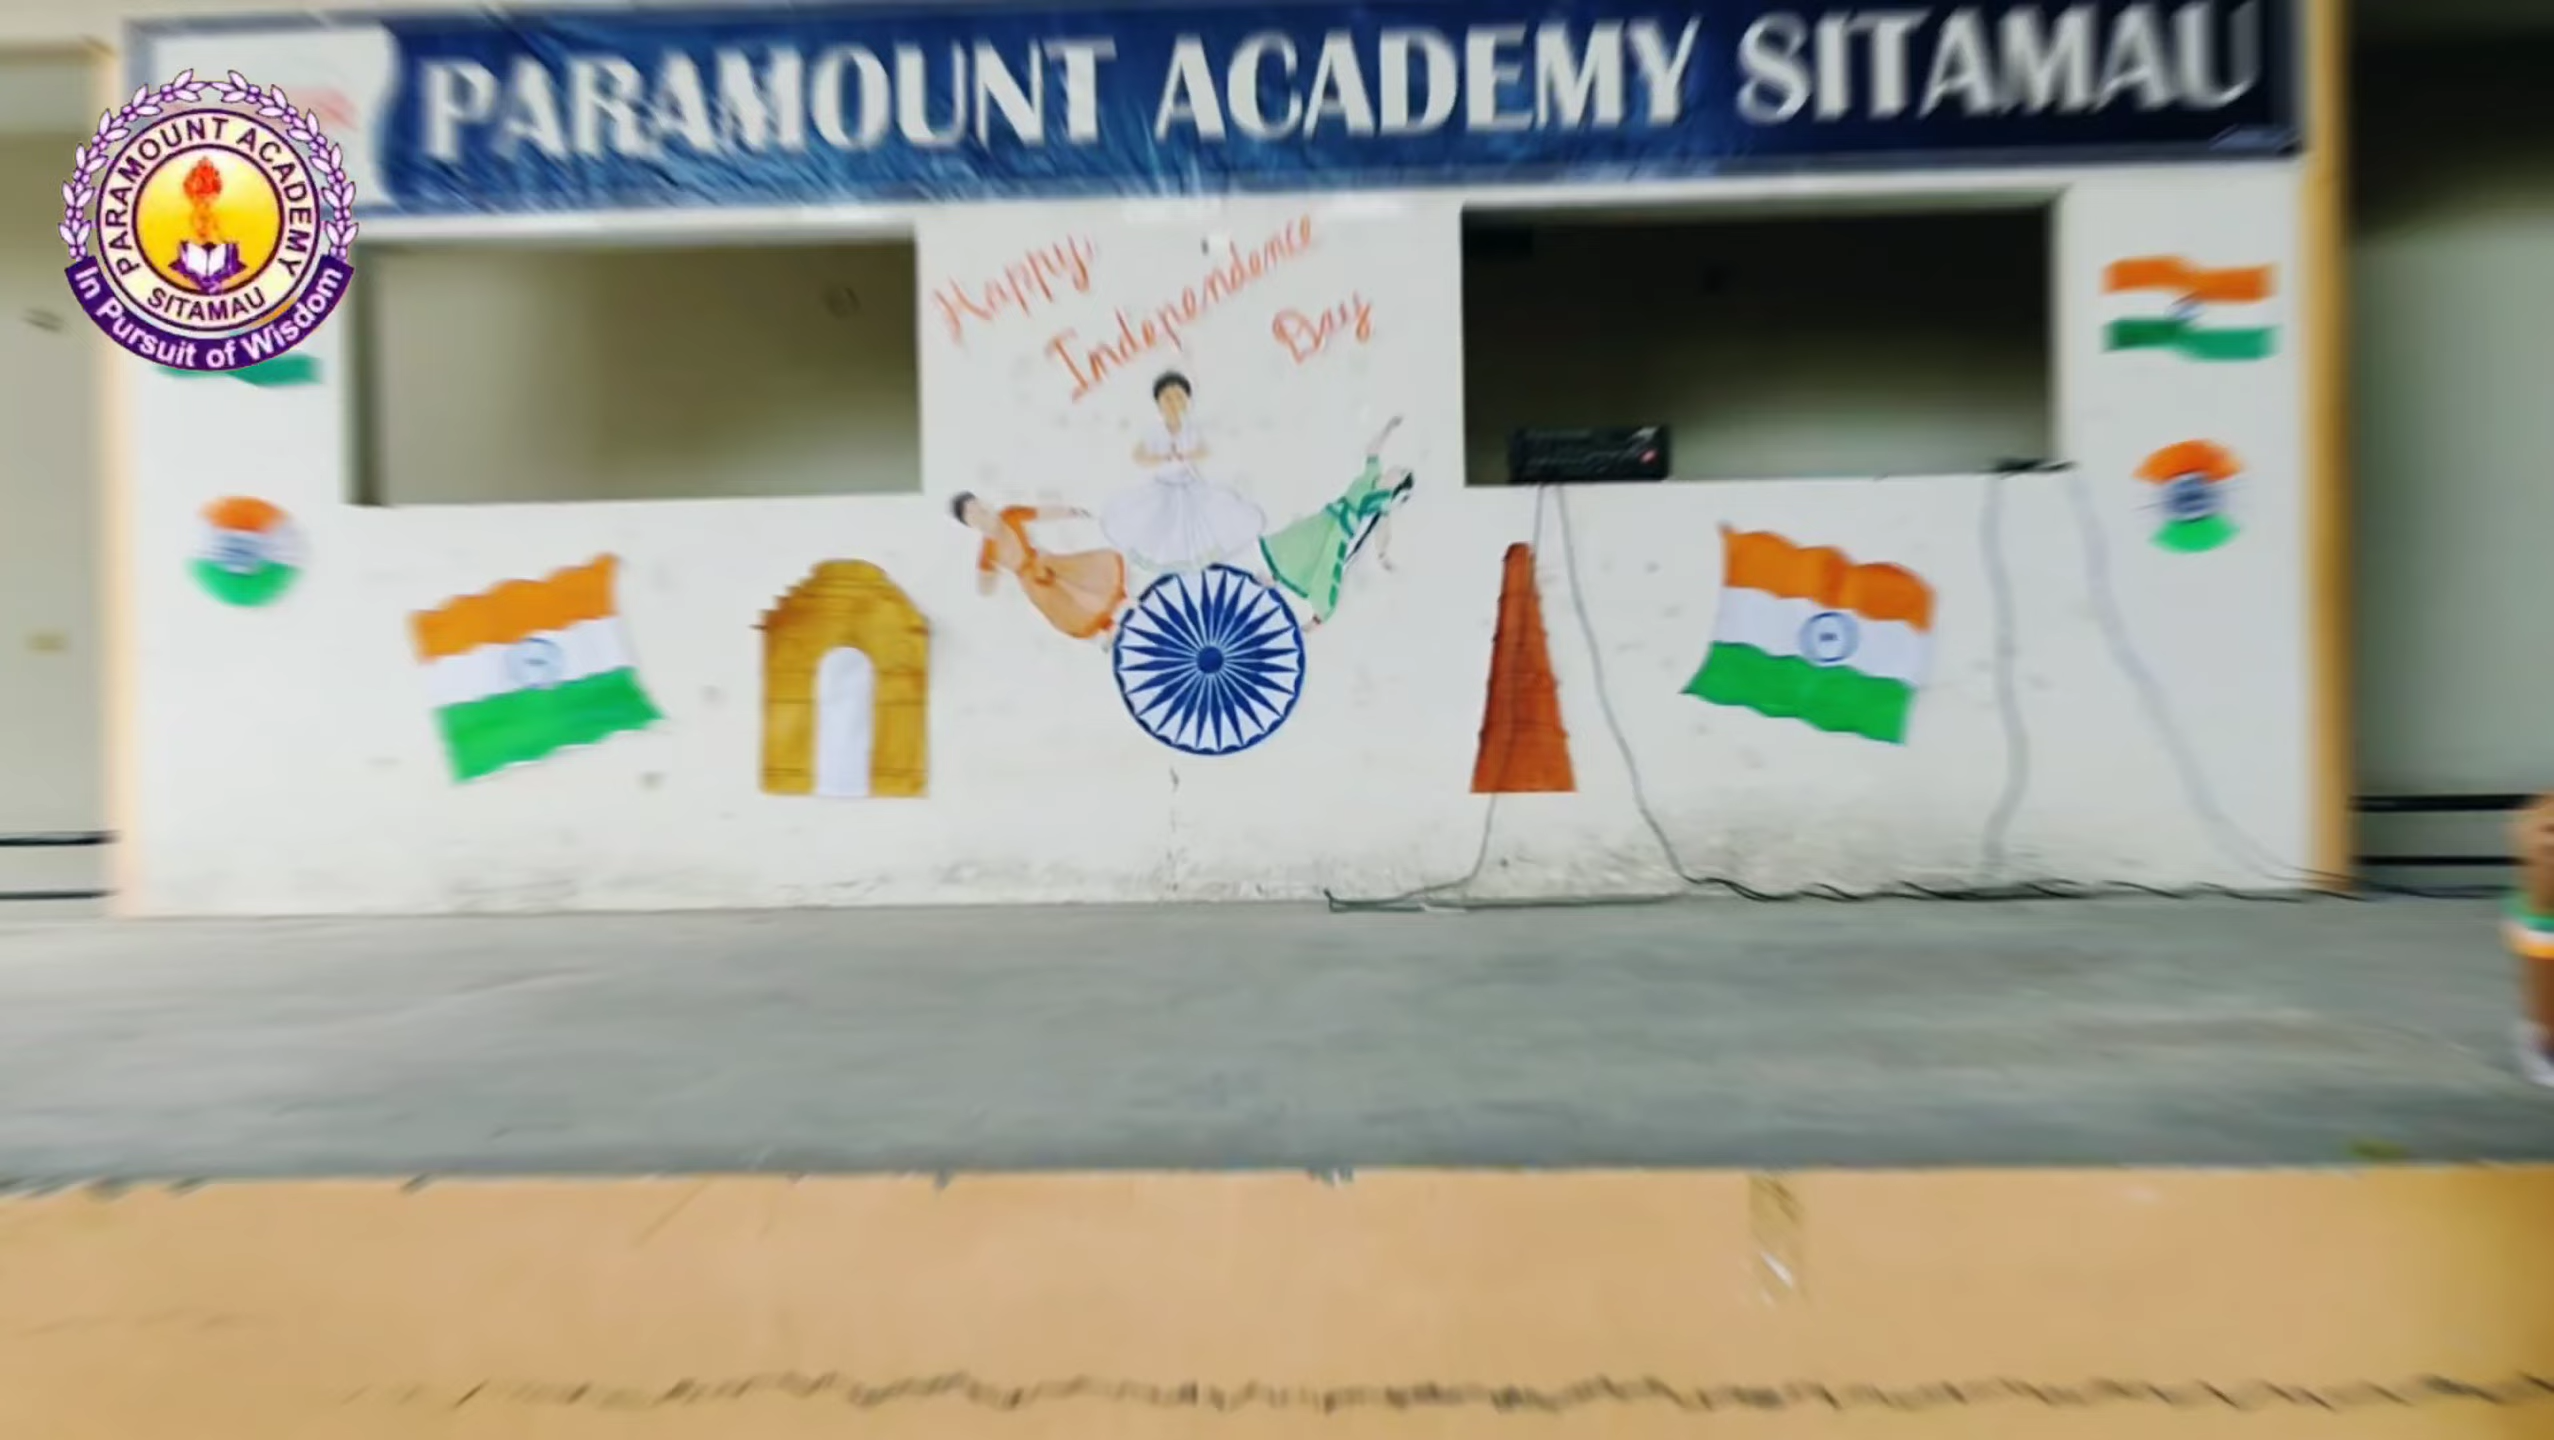 PARAMOUNT ACADEMY SITAMAU
PARAMOUNT ACADEMY
SITAMAU
In Pursuit of Wisdom
Happy
Independence
Day